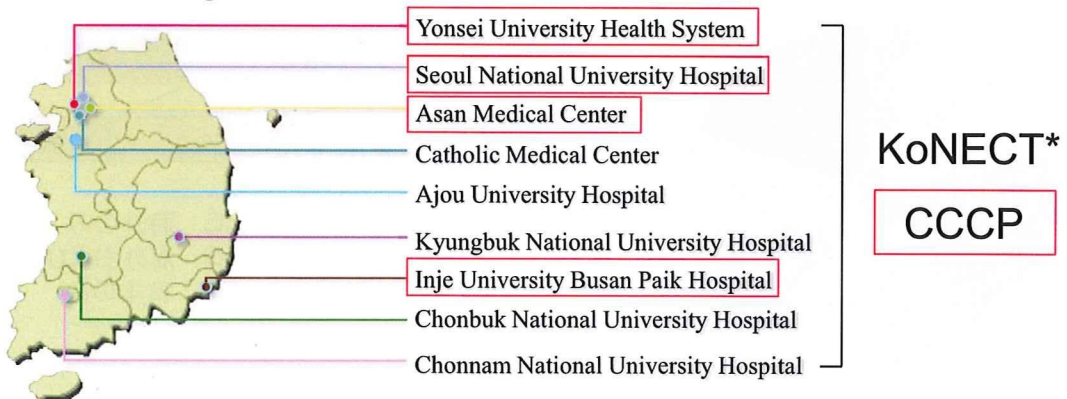 Yonsei University Health System
Seoul National University Hospital
Asan Medical Center
Catholic Medical Center
Ajou University Hospital
Kyungbuk National University Hospital
Inje University Busan Paik Hospital
Chonbuk National University Hospital
Chonnam National University Hospital
KoNECT*
CCCP